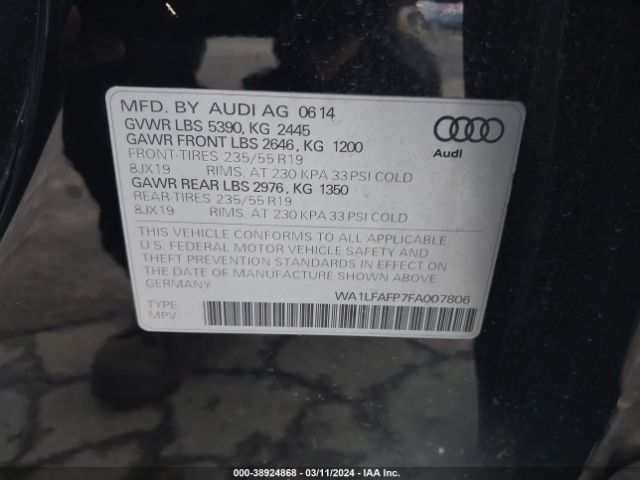 MFD. BY AUDI AG 0614
GVWR LBS 5390, KG 2445
GAWR FRONT LBS 2646, KG 1200
FRONT-TIRES 235/55 R19
8JX19 RIMS, AT 230 KPA 33 PSI COLD
GAWR REAR LBS 2976, KG 1350
REAR-TIRES 235/55 R19
8JX19 RIMS, AT 230 KPA 33 PSI COLD
Audi
THIS VEHICLE CONFORMS TO ALL APPLICABLE
U.S. FEDERAL MOTOR VEHICLE SAFETY AND
THEFT PREVENTION STANDARDS IN EFFECT ON
THE DATE OF MANUFACTURE SHOWN ABOVE
GERMANY
WA1LFAFP7FA007806
TYPE:
MPV
000-38924868 - 03/11/2024 - IAA Inc.